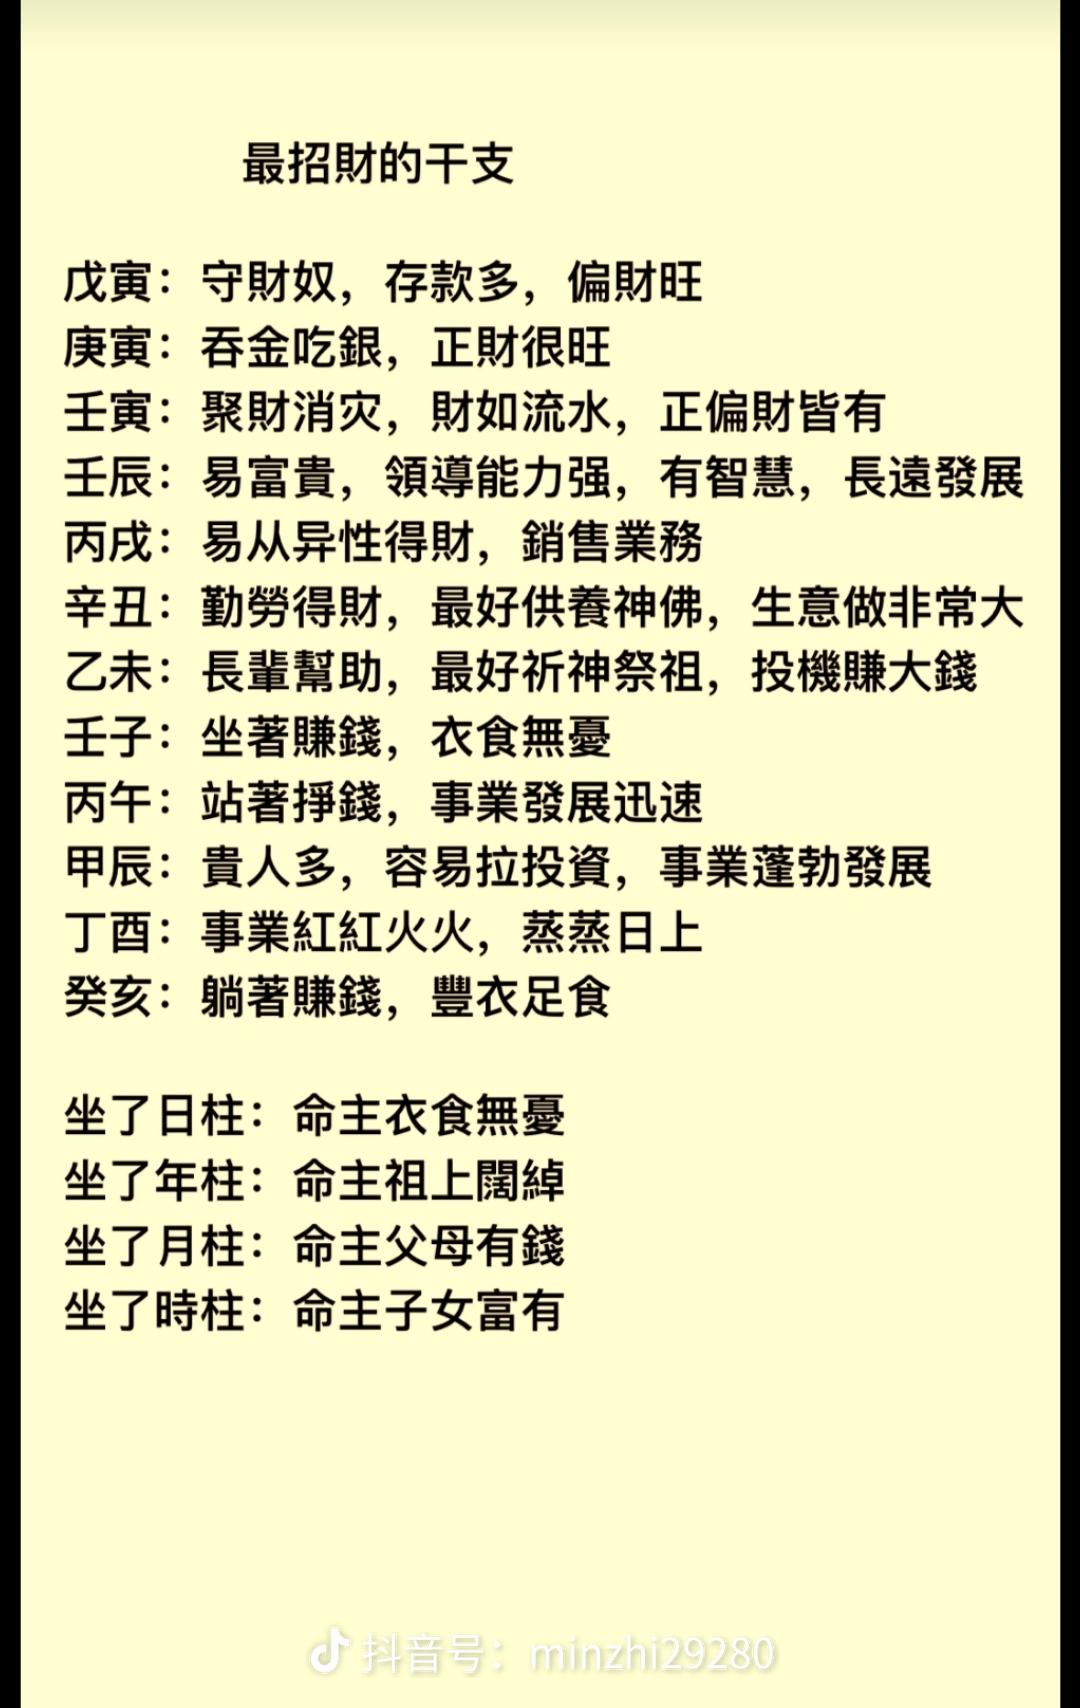 最招財的干支
戊寅：守財奴，存款多，偏財旺
庚寅：吞金吃銀，正財很旺
壬寅：聚財消灾，財如流水，正偏財皆有
壬辰：易富貴，領導能力强，有智慧，長遠發展
丙戌：易从异性得財，銷售業務
辛丑：勤勞得財，最好供養神佛，生意做非常大
乙未：長輩幫助，最好祈神祭祖，投機賺大錢
壬子：坐著賺錢，衣食無憂
丙午：站著掙錢，事業發展迅速
甲辰：貴人多，容易拉投資，事業蓬勃發展
丁酉：事業紅紅火火，蒸蒸日上
癸亥：躺著賺錢，豐衣足食
坐了日柱：命主衣食無憂
坐了年柱：命主祖上闊綽
坐了月柱：命主父母有錢
坐了時柱：命主子女富有
抖音号：minzhi29280